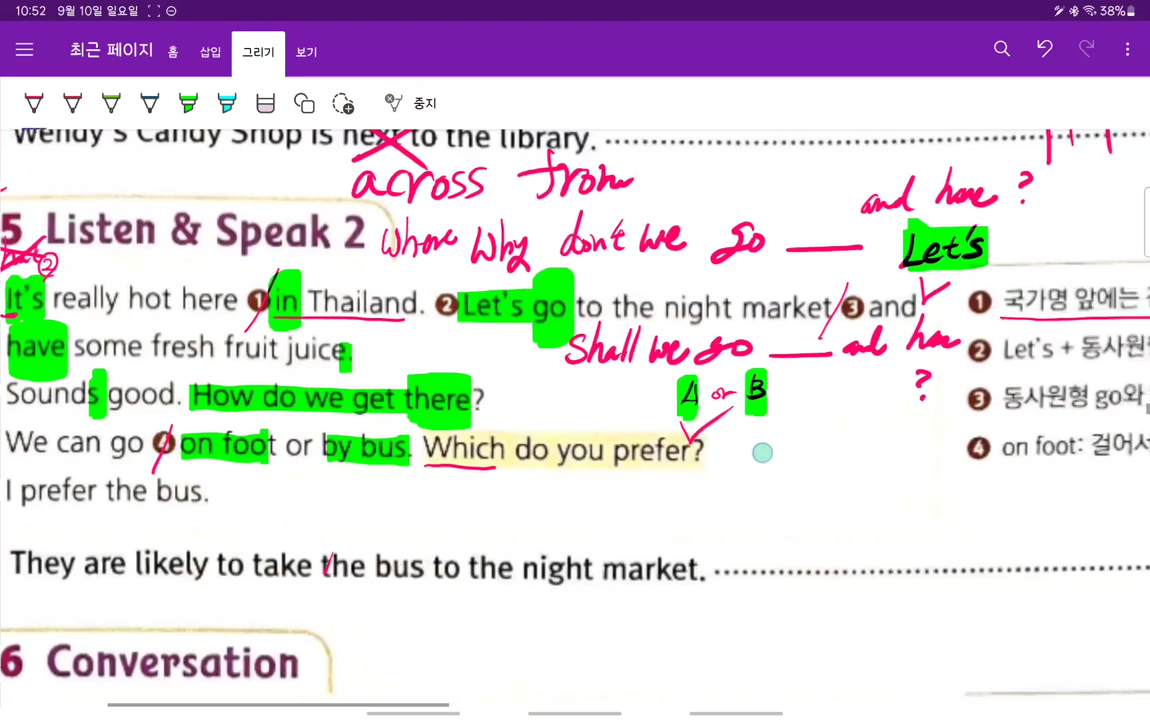 10:52 9월 10일 일요일 38%
최근 페이지 홈 삽입 그리기 보기
중지
Wendy's Candy Shop is next to the library.
across from
and have ?
5 Listen & Speak 2 Where Why don't we go ___ Let's
②
It's really hot here ❶ in Thailand. ❷ Let's go to the night market ❸ and
❶ 국가명 앞에는
have some fresh fruit juice.
Shall we go ___ and have ?
❷ Let's + 동사원
Sounds good. How do we get there?
A or B
❸ 동사원형 go와
We can go ❹ on foot or by bus. Which do you prefer?
❹ on foot: 걸어서
I prefer the bus.
They are likely to take the bus to the night market.
6 Conversation